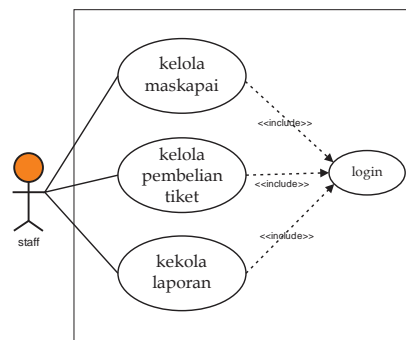 kelola
maskapai
<<include>>
kelola
pembelian
tiket
<<include>>
login
staff
kekola
laporan
<<include>>